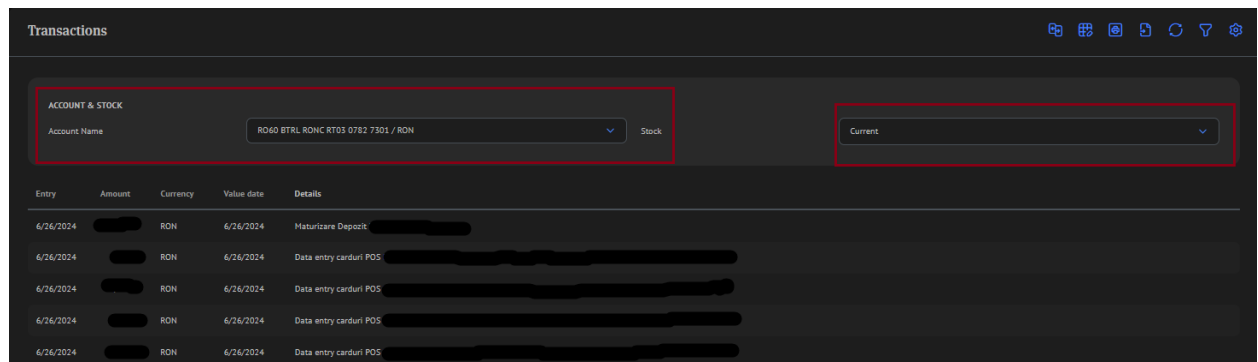 Transactions
ACCOUNT & STOCK
Account Name RO60 BTRL RONC RT03 0782 7301 / RON Stock Current
Entry Amount Currency Value date Details
6/26/2024 RON 6/26/2024 Maturizare Depozit
6/26/2024 RON 6/26/2024 Data entry carduri POS
6/26/2024 RON 6/26/2024 Data entry carduri POS
6/26/2024 RON 6/26/2024 Data entry carduri POS
6/26/2024 RON 6/26/2024 Data entry carduri POS